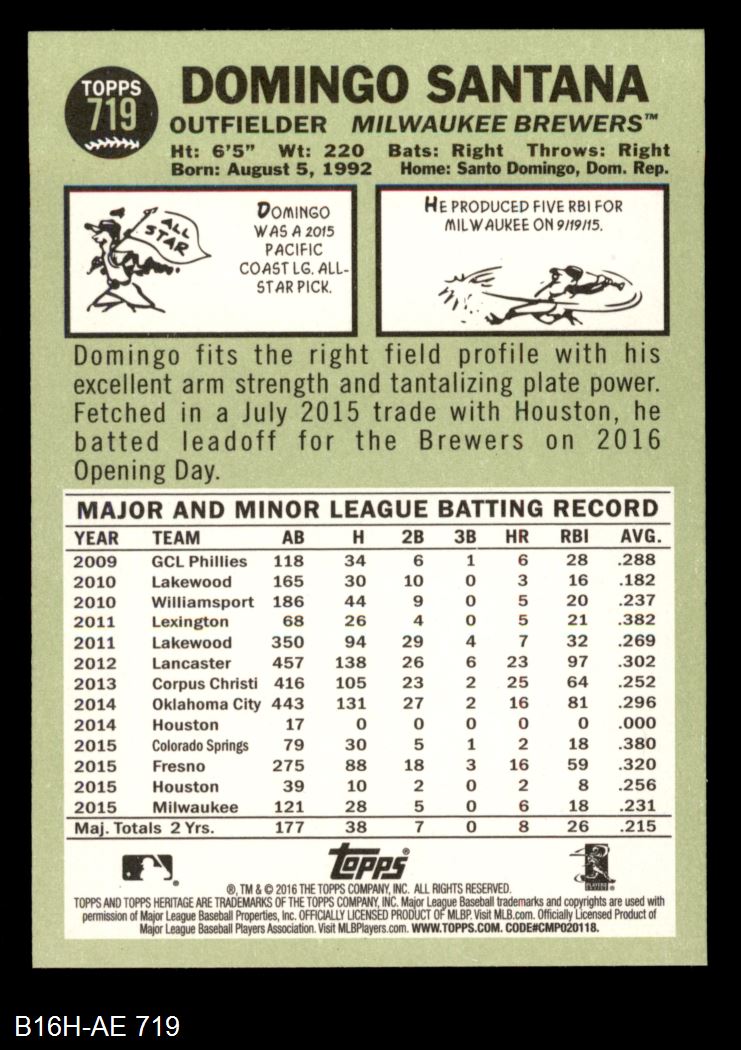 TOPPS
719
DOMINGO SANTANA
OUTFIELDER MILWAUKEE BREWERS™
Ht: 6'5" Wt: 220 Bats: Right Throws: Right
Born: August 5, 1992 Home: Santo Domingo, Dom. Rep.
ALL
STAR
DOMINGO
WAS A 2015
PACIFIC
COAST LG. ALL-
STAR PICK.
HE PRODUCED FIVE RBI FOR
MILWAUKEE ON 9/19/15.
Domingo fits the right field profile with his
excellent arm strength and tantalizing plate power.
Fetched in a July 2015 trade with Houston, he
batted leadoff for the Brewers on 2016
Opening Day.
MAJOR AND MINOR LEAGUE BATTING RECORD
YEAR TEAM AB H 2B 3B HR RBI AVG.
2009 GCL Phillies 118 34 6 1 6 28 .288
2010 Lakewood 165 30 10 0 3 16 .182
2010 Williamsport 186 44 9 0 5 20 .237
2011 Lexington 68 26 4 0 5 21 .382
2011 Lakewood 350 94 29 4 7 32 .269
2012 Lancaster 457 138 26 6 23 97 .302
2013 Corpus Christi 416 105 23 2 25 64 .252
2014 Oklahoma City 443 131 27 2 16 81 .296
2014 Houston 17 0 0 0 0 0 .000
2015 Colorado Springs 79 30 5 1 2 18 .380
2015 Fresno 275 88 18 3 16 59 .320
2015 Houston 39 10 2 0 2 8 .256
2015 Milwaukee 121 28 5 0 6 18 .231
Maj. Totals 2 Yrs. 177 38 7 0 8 26 .215
Topps®
®, TM & © 2016 THE TOPPS COMPANY, INC. ALL RIGHTS RESERVED.
TOPPS AND TOPPS HERITAGE ARE TRADEMARKS OF THE TOPPS COMPANY, INC. Major League Baseball trademarks and copyrights are used with
permission of Major League Baseball Properties, Inc. OFFICIALLY LICENSED PRODUCT OF MLBP. Visit MLB.com. Officially Licensed Product of
Major League Baseball Players Association. Visit MLBPlayers.com. WWW.TOPPS.COM. CODE#CMP020118.
B16H-AE 719